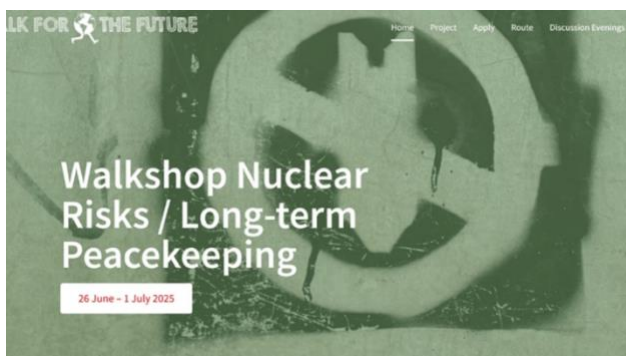 LK FOR THE FUTURE
Home Project Apply Route Discussion Evenings
Walkshop Nuclear
Risks / Long-term
Peacekeeping
26 June – 1 July 2025